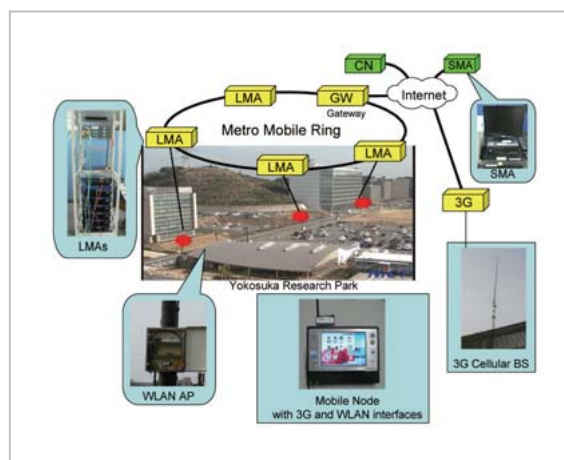 CN
SMA
Internet
LMA
GW
Gateway
Metro Mobile Ring
LMA
LMA
LMA
SMA
3G
LMAs
Yokosuka Research Park
WLAN AP
Mobile Node
with 3G and WLAN interfaces
3G Cellular BS